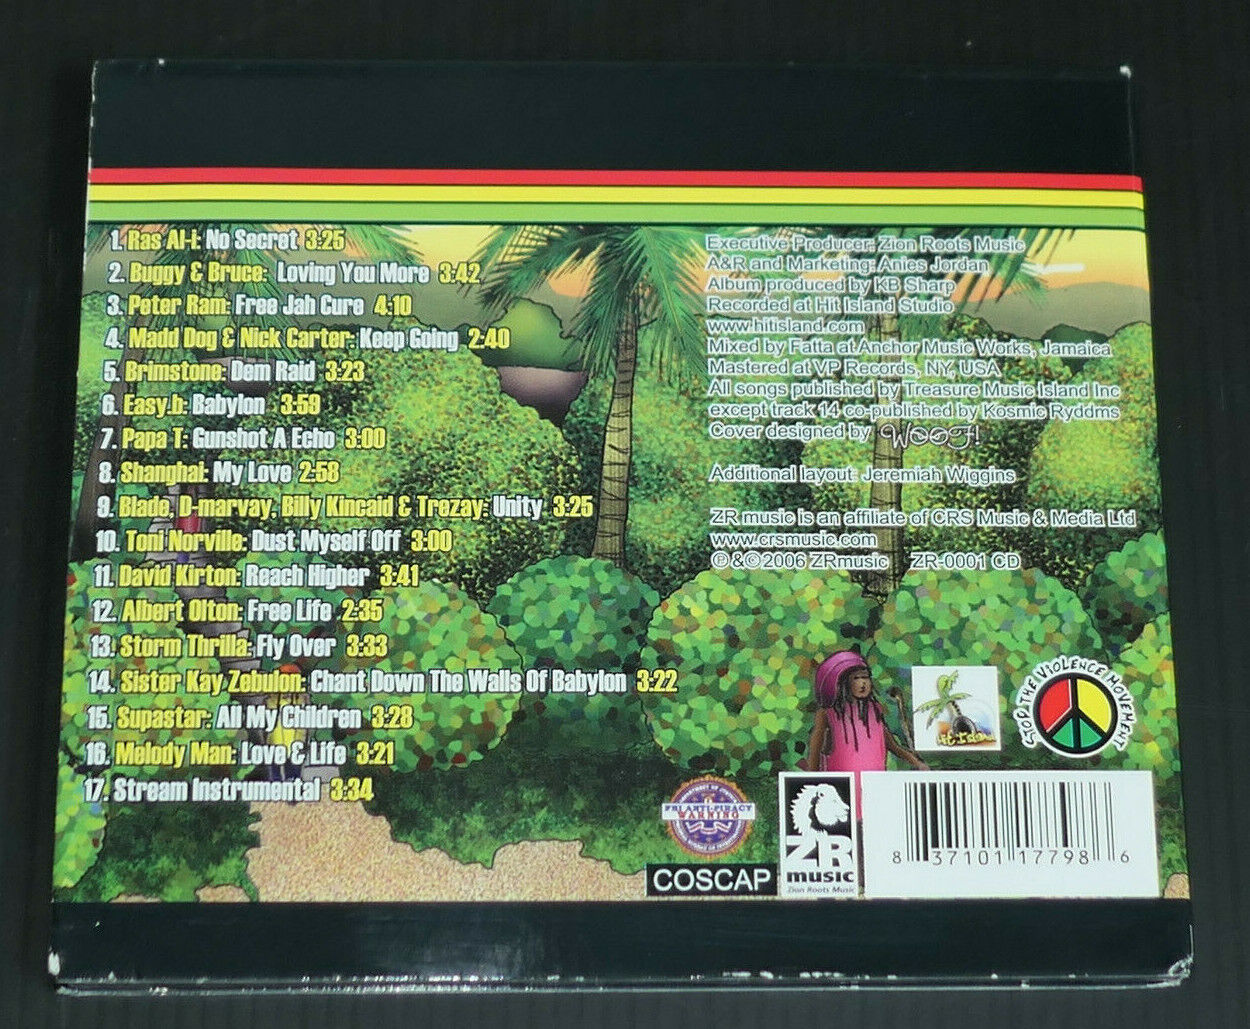 1. Ras Al-i: No Secret 3:25
2. Buggy & Bruce: Loving You More 3:42
3. Peter Ram: Free Jah Cure 4:10
4. Madd Dog & Nick Carter: Keep Going 2:40
5. Brimstone: Dem Raid 3:23
6. Easy.b: Babylon 3:59
7. Papa T: Gunshot A Echo 3:00
8. Shanghai: My Love 2:58
9. Blade, D-marvay, Billy Kincaid & Trezay: Unity 3:25
10. Toni Norville: Dust Myself Off 3:00
11. David Kirton: Reach Higher 3:41
12. Albert Olton: Free Life 2:35
13. Storm Thrilla: Fly Over 3:33
14. Sister Kay Zebulon: Chant Down The Walls Of Babylon 3:22
15. Supastar: All My Children 3:28
16. Melody Man: Love & Life 3:21
17. Stream Instrumental 3:34
Executive Producer: Zion Roots Music
A&R and Marketing: Anies Jordan
Album produced by KB Sharp
Recorded at Hit Island Studio
www.hitisland.com
Mixed by Fatta at Anchor Music Works, Jamaica
Mastered at VP Records, NY, USA
All songs published by Treasure Music Island Inc
except track 14 co-published by Kosmic Ryddms
Cover designed by WOOF!
Additional layout: Jeremiah Wiggins
ZR music is an affiliate of CRS Music & Media Ltd
www.crsmusic.com
℗&©2006 ZRmusic ZR-0001 CD
Hit Island
STOP THE VIOLENCE MOVEMENT
FBI ANTI-PIRACY
WARNING
COSCAP
ZR
music
Zion Roots Music
8 37101 17798 6